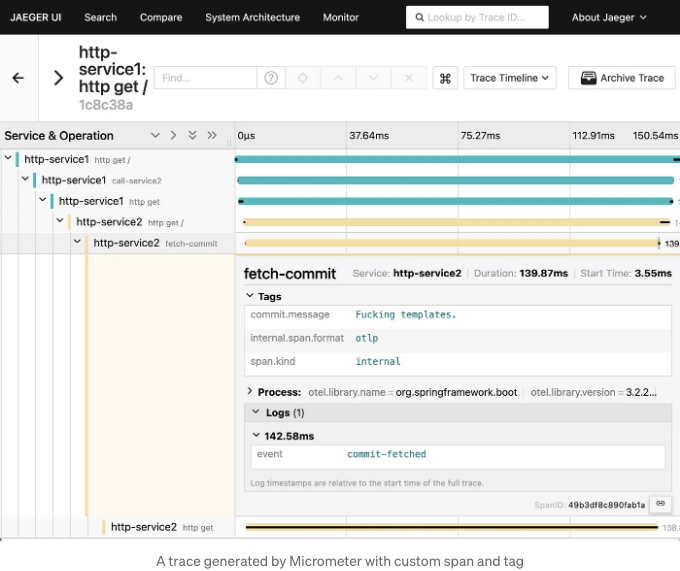 JAEGER UI Search Compare System Architecture Monitor Lookup by Trace ID... About Jaeger
http-
service1:
http get /
1c8c38a
Find...
Trace Timeline
Archive Trace
Service & Operation 0μs 37.64ms 75.27ms 112.91ms 150.54ms
http-service1 http get /
http-service1 call-service2
http-service1 http get
http-service2 http get /
http-service2 fetch-commit 139
fetch-commit Service: http-service2 Duration: 139.87ms Start Time: 3.55ms
Tags
commit.message Fucking templates.
internal.span.format otlp
span.kind internal
Process: otel.library.name = org.springframework.boot otel.library.version = 3.2.2...
Logs (1)
142.58ms
event commit-fetched
Log timestamps are relative to the start time of the full trace.
SpanID: 49b3df8c890fab1a
http-service2 http get 138.
A trace generated by Micrometer with custom span and tag